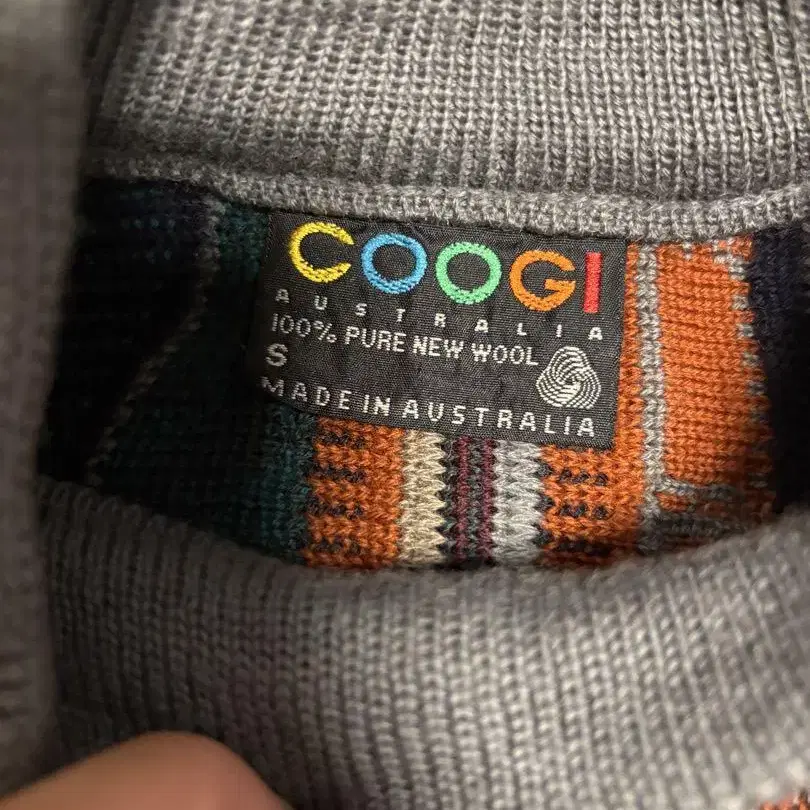 COOGI
AUSTRALIA
100% PURE NEW WOOL
S
MADE IN AUSTRALIA